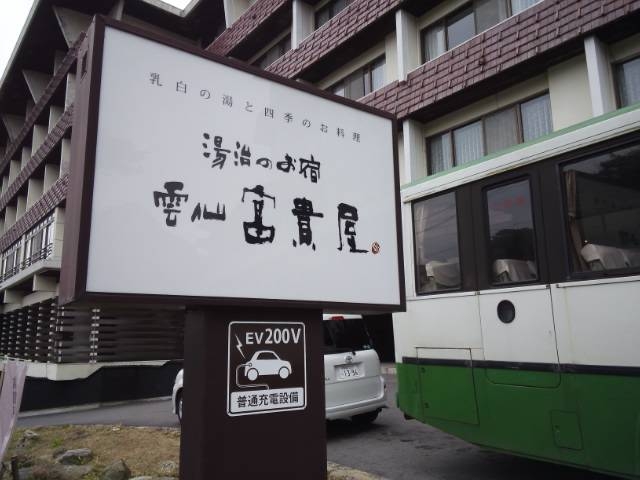 乳白の湯と四季のお料理
湯治のお宿
雲仙 富貴屋
EV200V
普通充電設備